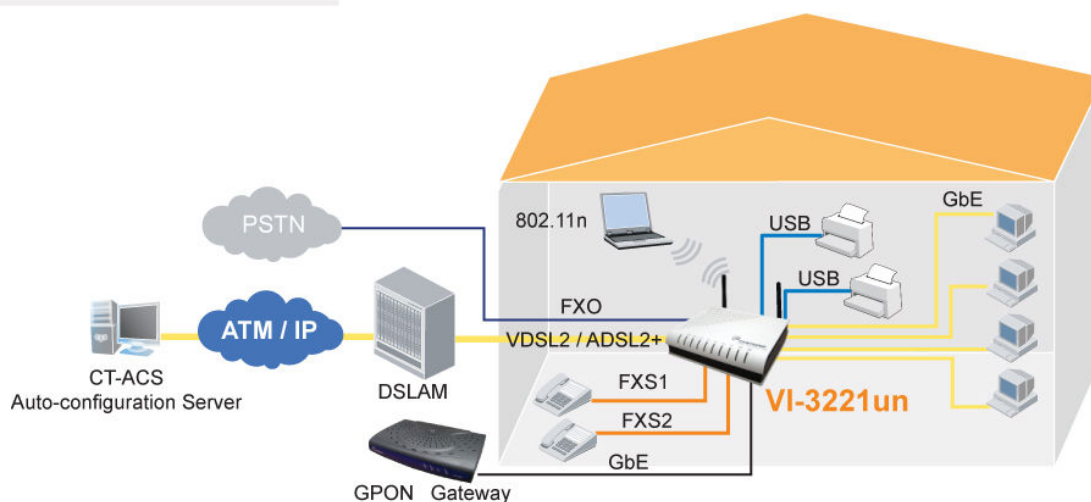 802.11n
GbE
USB
PSTN
USB
FXO
ATM / IP
VDSL2 / ADSL2+
CT-ACS
Auto-configuration Server
DSLAM
FXS1
VI-3221un
FXS2
GbE
GPON Gateway